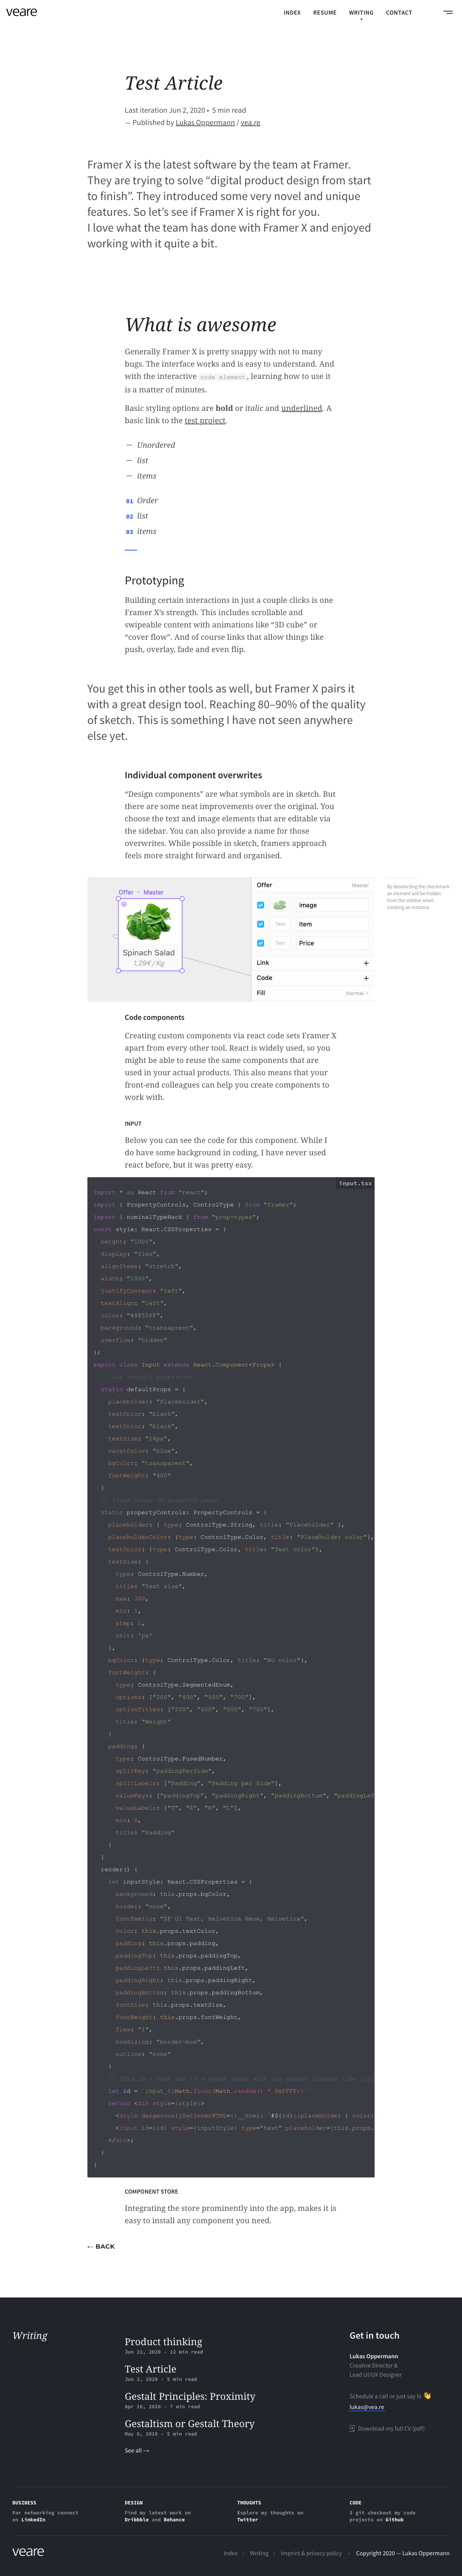 veare
INDEX RESUME WRITING CONTACT
Test Article
Last iteration Jun 2, 2020 • 5 min read
— Published by Lukas Oppermann / vea.re
Framer X is the latest software by the team at Framer.
They are trying to solve “digital product design from start
to finish”. They introduced some very novel and unique
features. So let’s see if Framer X is right for you.
I love what the team has done with Framer X and enjoyed
working with it quite a bit.
What is awesome
Generally Framer X is pretty snappy with not to many
bugs. The interface works and is easy to understand. And
with the interactive code element, learning how to use it
is a matter of minutes.
Basic styling options are bold or italic and underlined. A
basic link to the test project.
— Unordered
— list
— items
01 Order
02 list
03 items
Prototyping
Building certain interactions in just a couple clicks is one
Framer X’s strength. This includes scrollable and
swipeable content with animations like “3D cube” or
“cover flow”. And of course links that allow things like
push, overlay, fade and even flip.
You get this in other tools as well, but Framer X pairs it
with a great design tool. Reaching 80–90% of the quality
of sketch. This is something I have not seen anywhere
else yet.
Individual component overwrites
“Design components” are what symbols are in sketch. But
there are some neat improvements over the original. You
choose the text and image elements that are editable via
the sidebar. You can also provide a name for those
overwrites. While possible in sketch, framers approach
feels more straight forward and organised.
Offer · Master
Spinach Salad
1,29€ / Kg
Offer Master
image
Text Item
Text Price
Link +
Code +
Fill Normal
By deselecting the checkmark
an element will be hidden
from the sidebar when
creating an instance.
Code components
Creating custom components via react code sets Framer X
apart from every other tool. React is widely used, so you
might be able to reuse the same components that are
used in your actual products. This also means that your
front-end colleagues can help you create components to
work with.
INPUT
Below you can see the code for this component. While I
do have some background in coding, I have never used
react before, but it was pretty easy.
input.tsx
import * as React from "react";
import { PropertyControls, ControlType } from "framer";
import { nominalTypeHack } from "prop-types";
const style: React.CSSProperties = {
height: "100%",
display: "flex",
alignItems: "stretch",
width: "100%",
justifyContent: "left",
textAlign: "left",
color: "#8855FF",
background: "transaprent",
overflow: "hidden"
};
export class Input extends React.Component<Props> {
// Set default properties
static defaultProps = {
placeholder: "Placeholder",
textColor: "black",
textColor: "black",
textSize: "16px",
caratColor: "blue",
bgColor: "transparent",
fontWeight: "400"
}
// Items shown in property panel
static propertyControls: PropertyControls = {
placeholder: { type: ControlType.String, title: "Placeholder" },
placeholderColor: {type: ControlType.Color, title: "Placeholder color"},
textColor: {type: ControlType.Color, title: "Text color"},
textSize: {
type: ControlType.Number,
title: "Text size",
max: 300,
min: 1,
step: 1,
unit: 'px'
},
bgColor: {type: ControlType.Color, title: "BG color"},
fontWeight: {
type: ControlType.SegmentedEnum,
options: ["200", "400", "500", "700"],
optionTitles: ["200", "400", "500", "700"],
title: "Weight"
}
padding: {
type: ControlType.FusedNumber,
splitKey: "paddingPerSide",
splitLabels: ["Padding", "Padding per Side"],
valueKeys: ["paddingTop", "paddingRight", "paddingBottom", "paddingLef
valueLabels: ["T", "R", "B", "L"],
min: 0,
title: "Padding"
}
}
render() {
let inputStyle: React.CSSProperties = {
background: this.props.bgColor,
border: "none",
fontFamily: "SF UI Text, Helvetica Neue, Helvetica",
color: this.props.textColor,
padding: this.props.padding,
paddingTop: this.props.paddingTop,
paddingLeft: this.props.paddingLeft,
paddingRight: this.props.paddingRight,
paddingBottom: this.props.paddingBottom,
fontSize: this.props.textSize,
fontWeight: this.props.fontWeight,
flex: "1",
boxSizing: "border-box",
outline: "none"
}
let id = `input_${Math.floor(Math.random() * 0xFFFF)}`
return <div style={style}>
<style dangerouslySetInnerHTML={{__html: `#${id}::placeholder { color:
<input id={id} style={inputStyle} type="text" placeholder={this.props.
</div>;
}
}
COMPONENT STORE
Integrating the store prominently into the app, makes it is
easy to install any component you need.
← BACK
Writing
Product thinking
Jun 21, 2020 · 12 min read
Test Article
Jun 2, 2020 · 5 min read
Gestalt Principles: Proximity
Apr 10, 2020 · 7 min read
Gestaltism or Gestalt Theory
May 6, 2019 · 5 min read
See all →
Get in touch
Lukas Oppermann
Creative Director &
Lead UI/UX Designer
Schedule a call or just say hi 👋
lukas@vea.re
Download my full CV (pdf)
BUSINESS
For networking connect
on LinkedIn
DESIGN
Find my latest work on
Dribbble and Behance
THOUGHTS
Explore my thoughts on
Twitter
CODE
$ git checkout my code
projects on Github
veare
Index / Writing / Imprint & privacy policy · Copyright 2020 — Lukas Oppermann